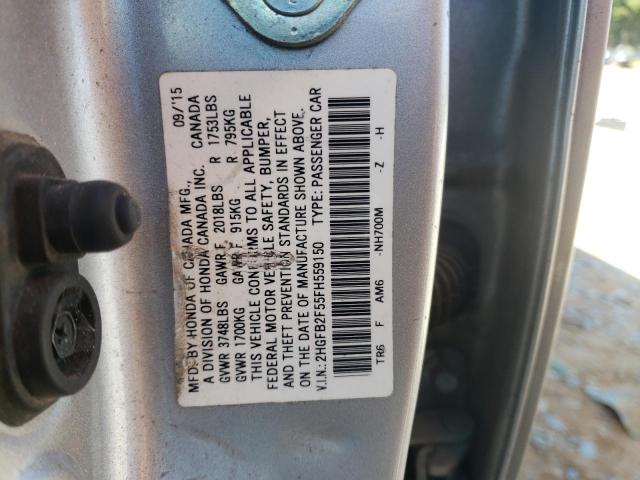 MFD. BY HONDA OF CANADA MFG., 09/'15
A DIVISION OF HONDA CANADA INC. CANADA
GVWR 3748LBS GAWR F 2018LBS R 1753LBS
GVWR 1700KG GAWR F 915KG R 795KG
THIS VEHICLE CONFORMS TO ALL APPLICABLE
FEDERAL MOTOR VEHICLE SAFETY, BUMPER,
AND THEFT PREVENTION STANDARDS IN EFFECT
ON THE DATE OF MANUFACTURE SHOWN ABOVE.
V.I.N.: 2HGFB2F55FH559150 TYPE: PASSENGER CAR
TR6 F AM6 -NH700M -Z -H